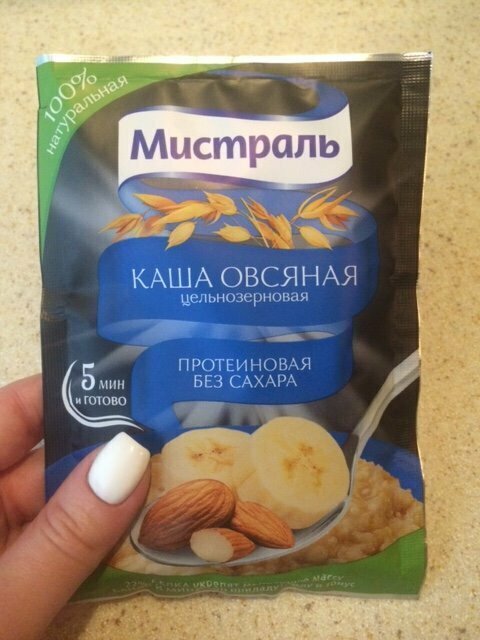 100%
натуральная
Мистраль
КАША ОВСЯНАЯ
цельнозерновая
ПРОТЕИНОВАЯ
БЕЗ САХАРА
5 МИН
И ГОТОВО